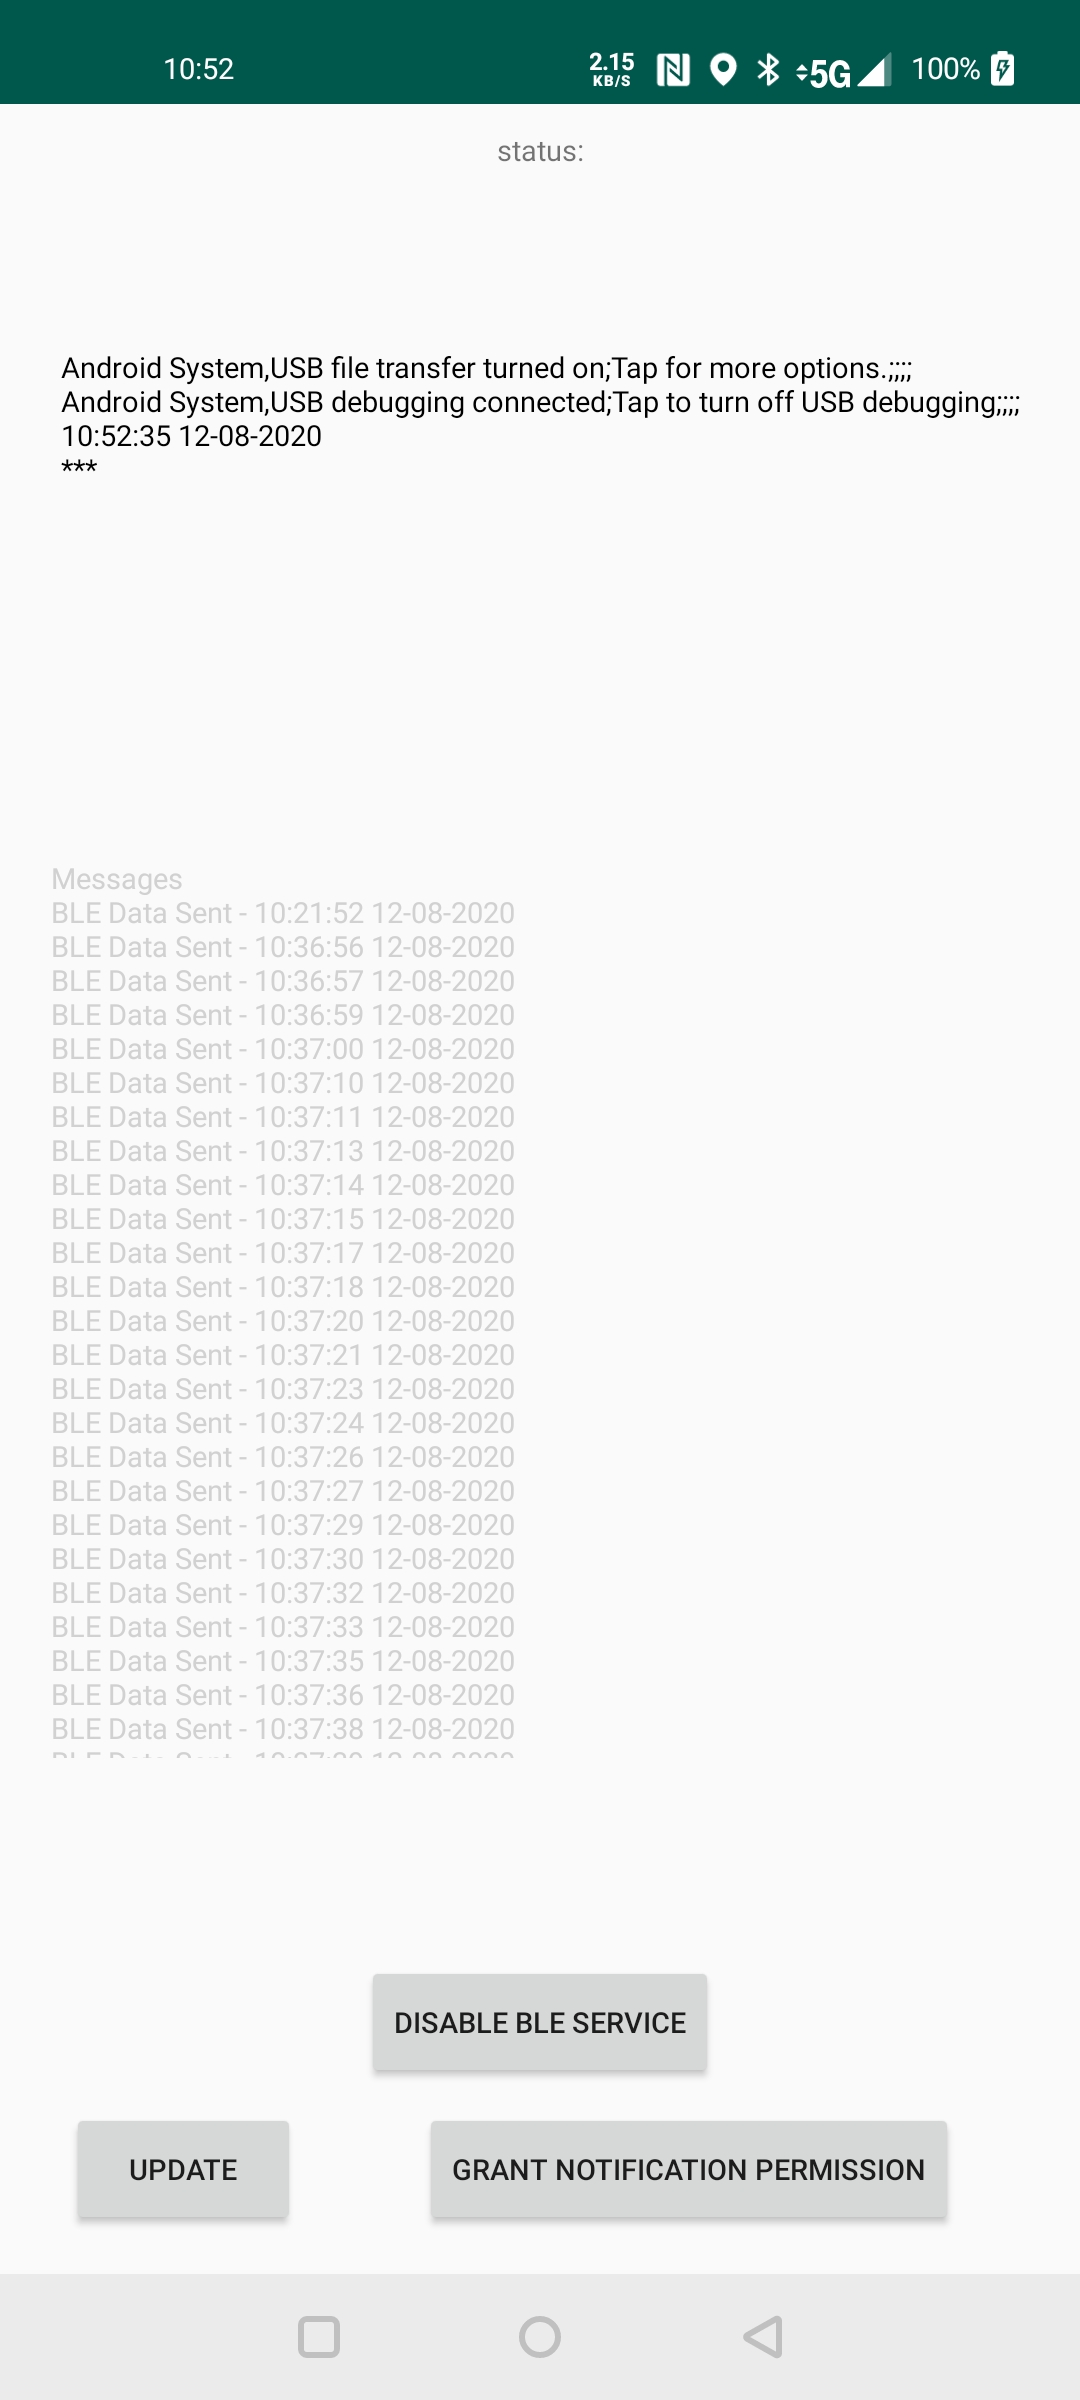 10:52
2.15
KB/S
5G
100%
status:
Android System,USB file transfer turned on;Tap for more options.;;;;
Android System,USB debugging connected;Tap to turn off USB debugging;;;;
10:52:35 12-08-2020
***
Messages
BLE Data Sent - 10:21:52 12-08-2020
BLE Data Sent - 10:36:56 12-08-2020
BLE Data Sent - 10:36:57 12-08-2020
BLE Data Sent - 10:36:59 12-08-2020
BLE Data Sent - 10:37:00 12-08-2020
BLE Data Sent - 10:37:10 12-08-2020
BLE Data Sent - 10:37:11 12-08-2020
BLE Data Sent - 10:37:13 12-08-2020
BLE Data Sent - 10:37:14 12-08-2020
BLE Data Sent - 10:37:15 12-08-2020
BLE Data Sent - 10:37:17 12-08-2020
BLE Data Sent - 10:37:18 12-08-2020
BLE Data Sent - 10:37:20 12-08-2020
BLE Data Sent - 10:37:21 12-08-2020
BLE Data Sent - 10:37:23 12-08-2020
BLE Data Sent - 10:37:24 12-08-2020
BLE Data Sent - 10:37:26 12-08-2020
BLE Data Sent - 10:37:27 12-08-2020
BLE Data Sent - 10:37:29 12-08-2020
BLE Data Sent - 10:37:30 12-08-2020
BLE Data Sent - 10:37:32 12-08-2020
BLE Data Sent - 10:37:33 12-08-2020
BLE Data Sent - 10:37:35 12-08-2020
BLE Data Sent - 10:37:36 12-08-2020
BLE Data Sent - 10:37:38 12-08-2020
DISABLE BLE SERVICE
UPDATE
GRANT NOTIFICATION PERMISSION